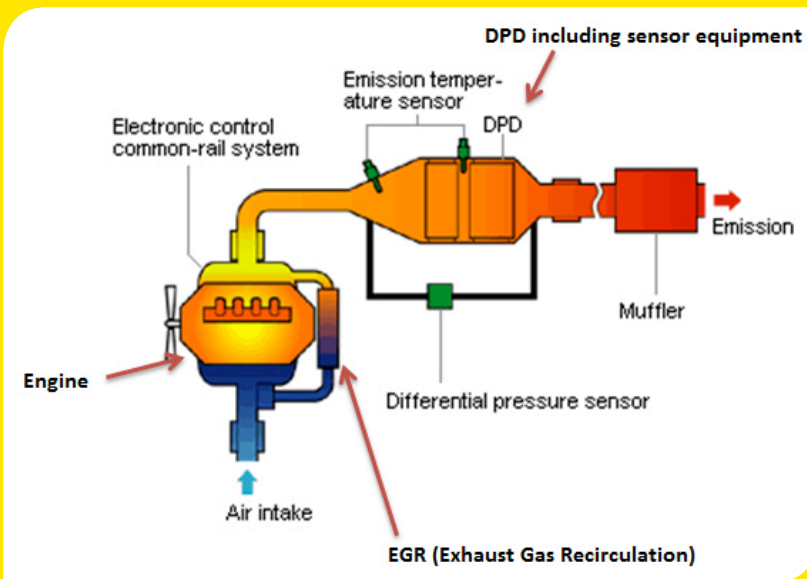 DPD including sensor equipment
Emission temper-
ature sensor
DPD
Electronic control
common-rail system
Emission
Muffler
Engine
Differential pressure sensor
Air intake
EGR (Exhaust Gas Recirculation)